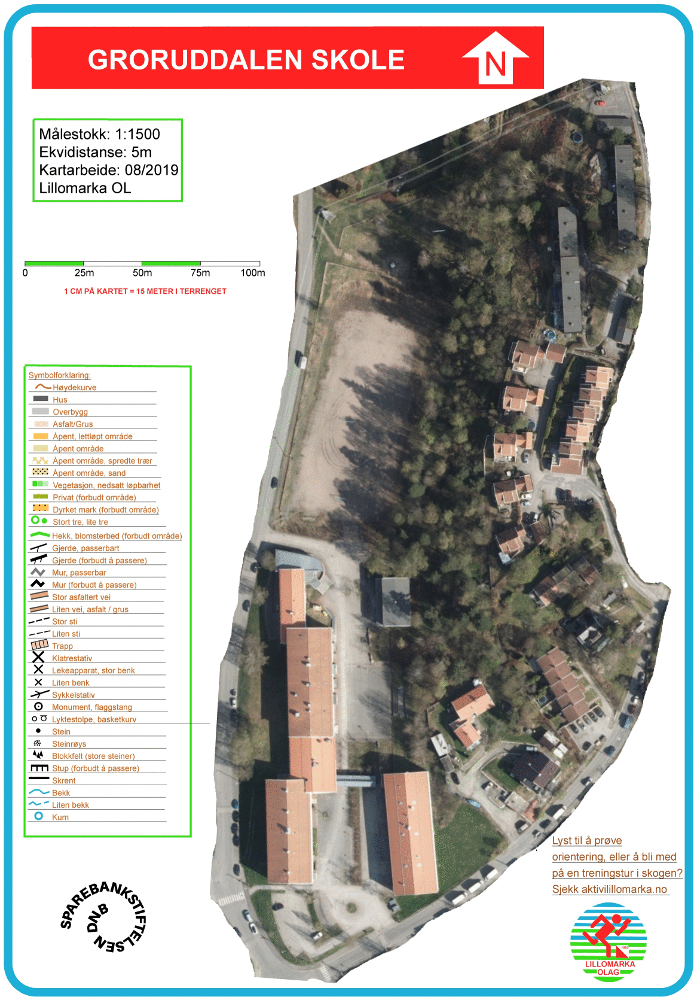 GRORUDDALEN SKOLE
N
Målestokk: 1:1500
Ekvidistanse: 5m
Kartarbeide: 08/2019
Lillomarka OL
0 25m 50m 75m 100m
1 CM PÅ KARTET = 15 METER I TERRENGET
Symbolforklaring:
Høydekurve
Hus
Overbygg
Asfalt/Grus
Åpent, lettløpt område
Åpent område
Åpent område, spredte trær
Åpent område, sand
Vegetasjon, nedsatt løpbarhet
Privat (forbudt område)
Dyrket mark (forbudt område)
Stort tre, lite tre
Hekk, blomsterbed (forbudt område)
Gjerde, passerbart
Gjerde (forbudt å passere)
Mur, passerbar
Mur (forbudt å passere)
Stor asfaltert vei
Liten vei, asfalt / grus
Stor sti
Liten sti
Trapp
Klatrestativ
Lekeapparat, stor benk
Liten benk
Sykkelstativ
Monument, flaggstang
Lyktestolpe, basketkurv
Stein
Steinrøys
Blokkfelt (store steiner)
Stup (forbudt å passere)
Skrent
Bekk
Liten bekk
Kum
SPAREBANKSTIFTELSEN DNB
Lyst til å prøve
orientering, eller å bli med
på en treningstur i skogen?
Sjekk aktivilillomarka.no
1985
LILLOMARKA
OLAG